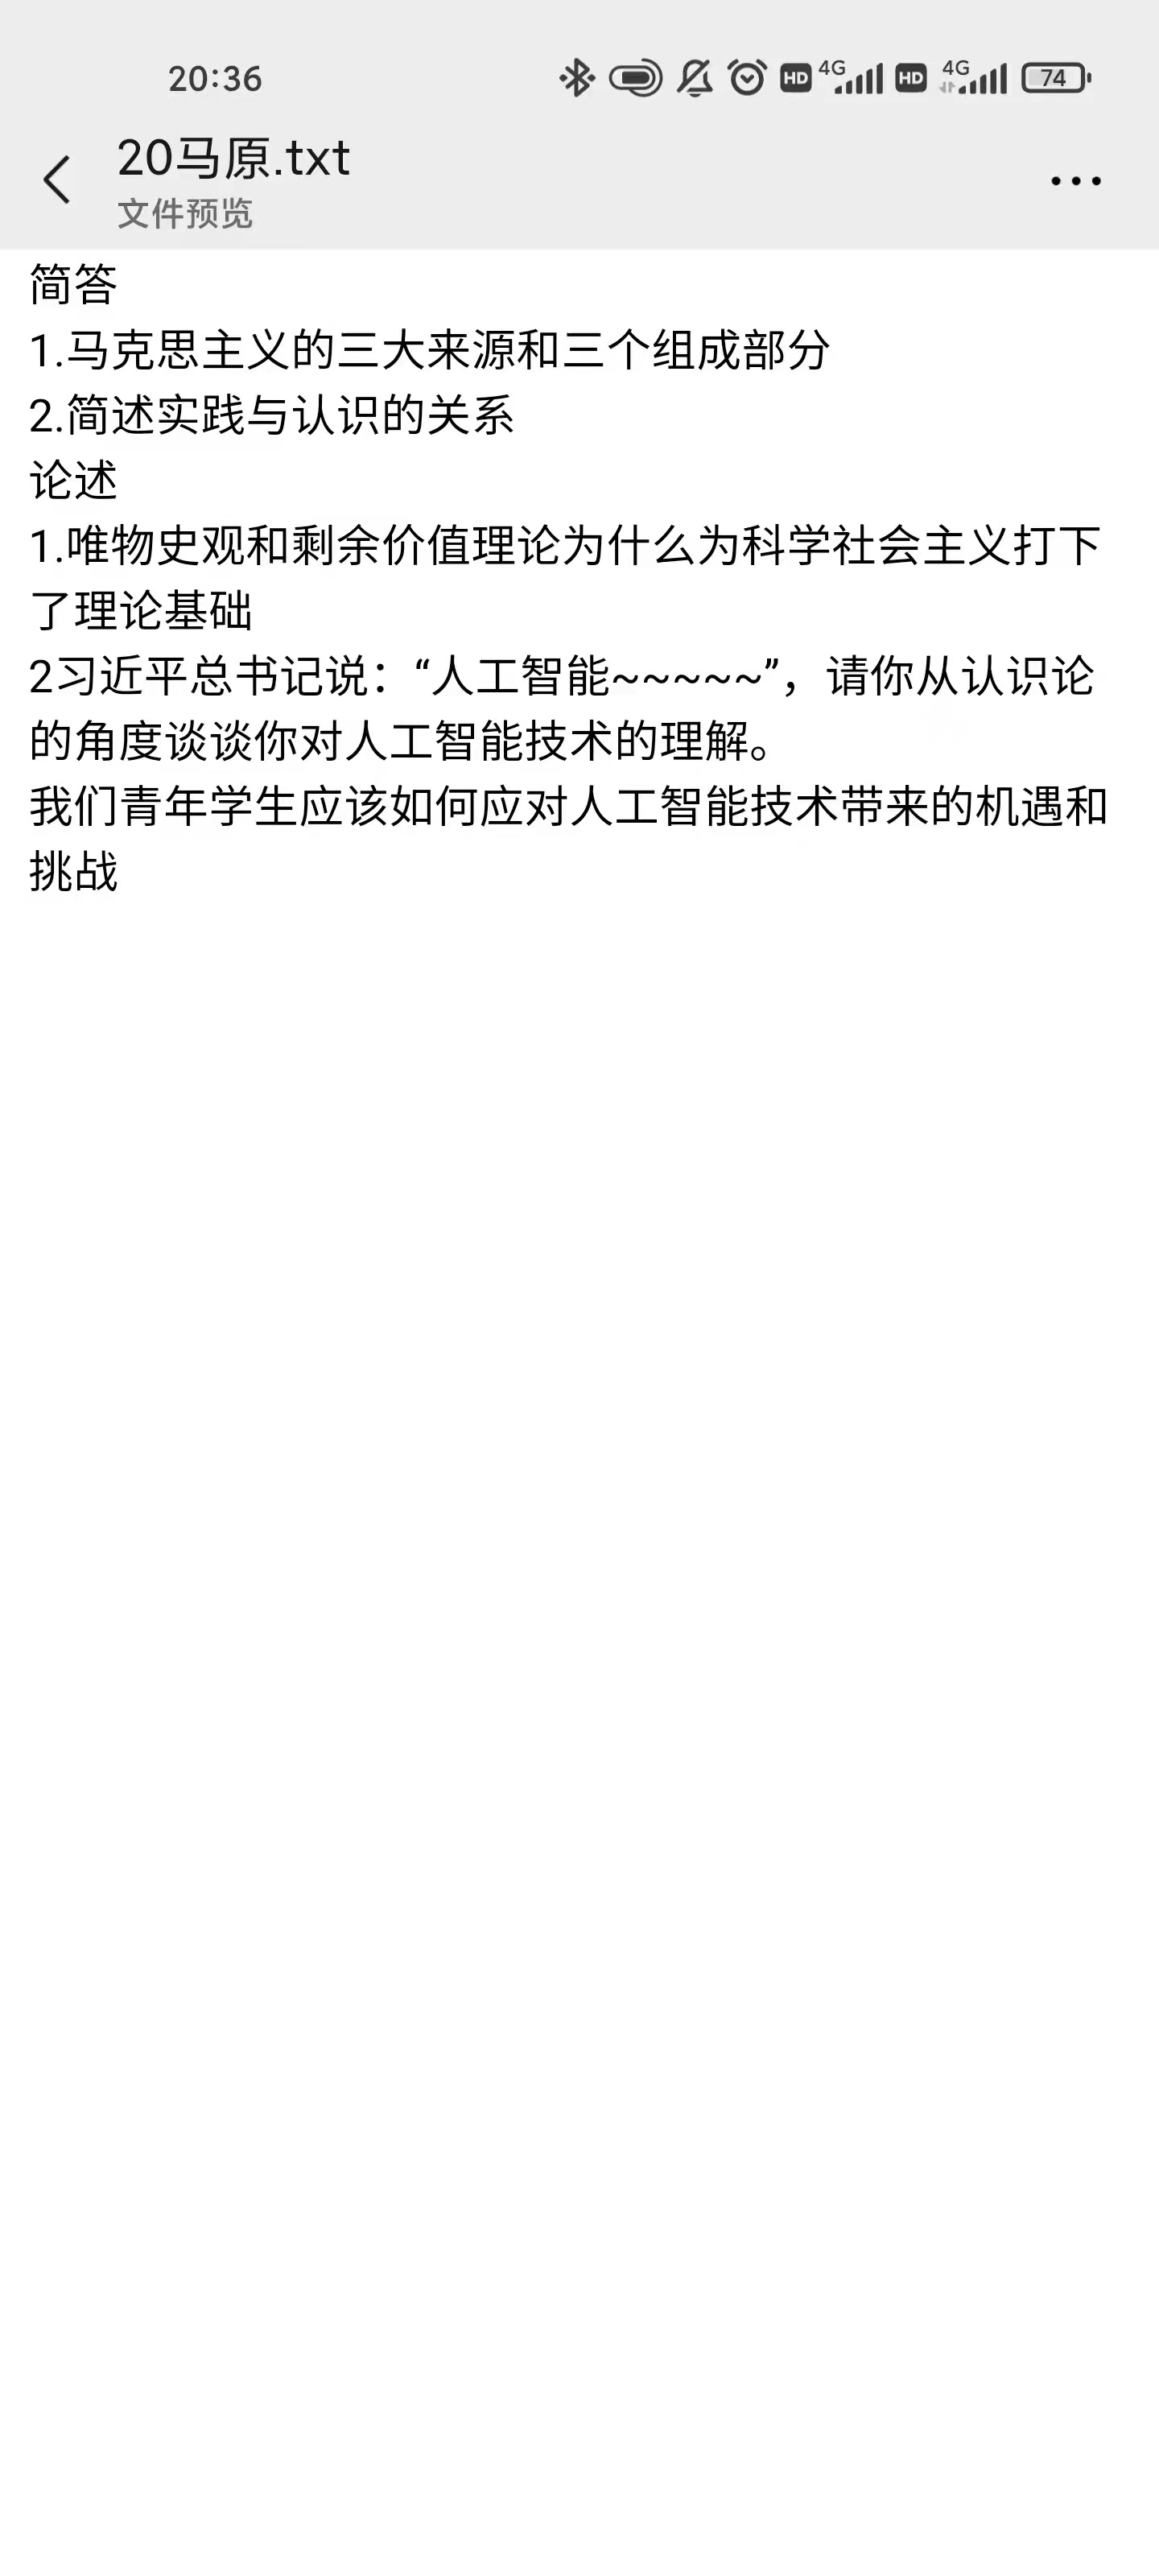 20:36
HD 4G HD 4G 74
20马原.txt
文件预览
简答
1.马克思主义的三大来源和三个组成部分
2.简述实践与认识的关系
论述
1.唯物史观和剩余价值理论为什么为科学社会主义打下
了理论基础
2习近平总书记说：“人工智能~~~~~”，请你从认识论
的角度谈谈你对人工智能技术的理解。
我们青年学生应该如何应对人工智能技术带来的机遇和
挑战